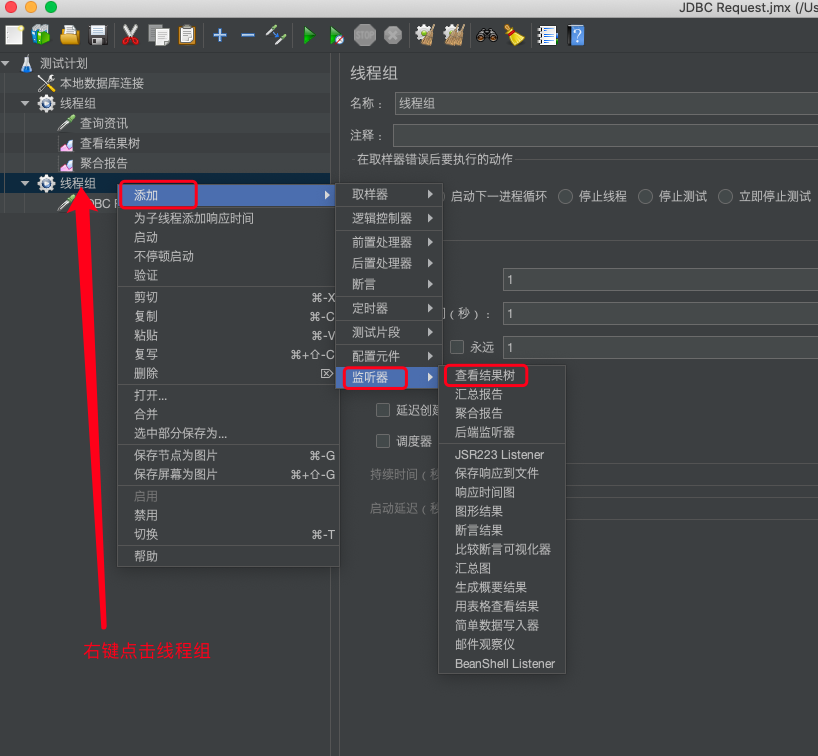 JDBC Request.jmx (/Us
STOP
?
测试计划
本地数据库连接
线程组
查询资讯
查看结果树
聚合报告
线程组
线程组
名称：
线程组
注释：
在取样器错误后要执行的动作
启动下一进程循环
停止线程
停止测试
立即停止测试
1
（秒）：
1
永远
1
延迟创建
调度器
持续时间（秒
启动延迟（秒
添加
为子线程添加响应时间
启动
不停顿启动
验证
剪切 ⌘-X
复制 ⌘-C
粘贴 ⌘-V
复写 ⌘+⇧-C
删除 ⌦
打开...
合并
选中部分保存为...
保存节点为图片 ⌘-G
保存屏幕为图片 ⌘+⇧-G
启用
禁用
切换 ⌘-T
帮助
取样器
逻辑控制器
前置处理器
后置处理器
断言
定时器
测试片段
配置元件
监听器
查看结果树
汇总报告
聚合报告
后端监听器
JSR223 Listener
保存响应到文件
响应时间图
图形结果
断言结果
比较断言可视化器
汇总图
生成概要结果
用表格查看结果
简单数据写入器
邮件观察仪
BeanShell Listener
右键点击线程组